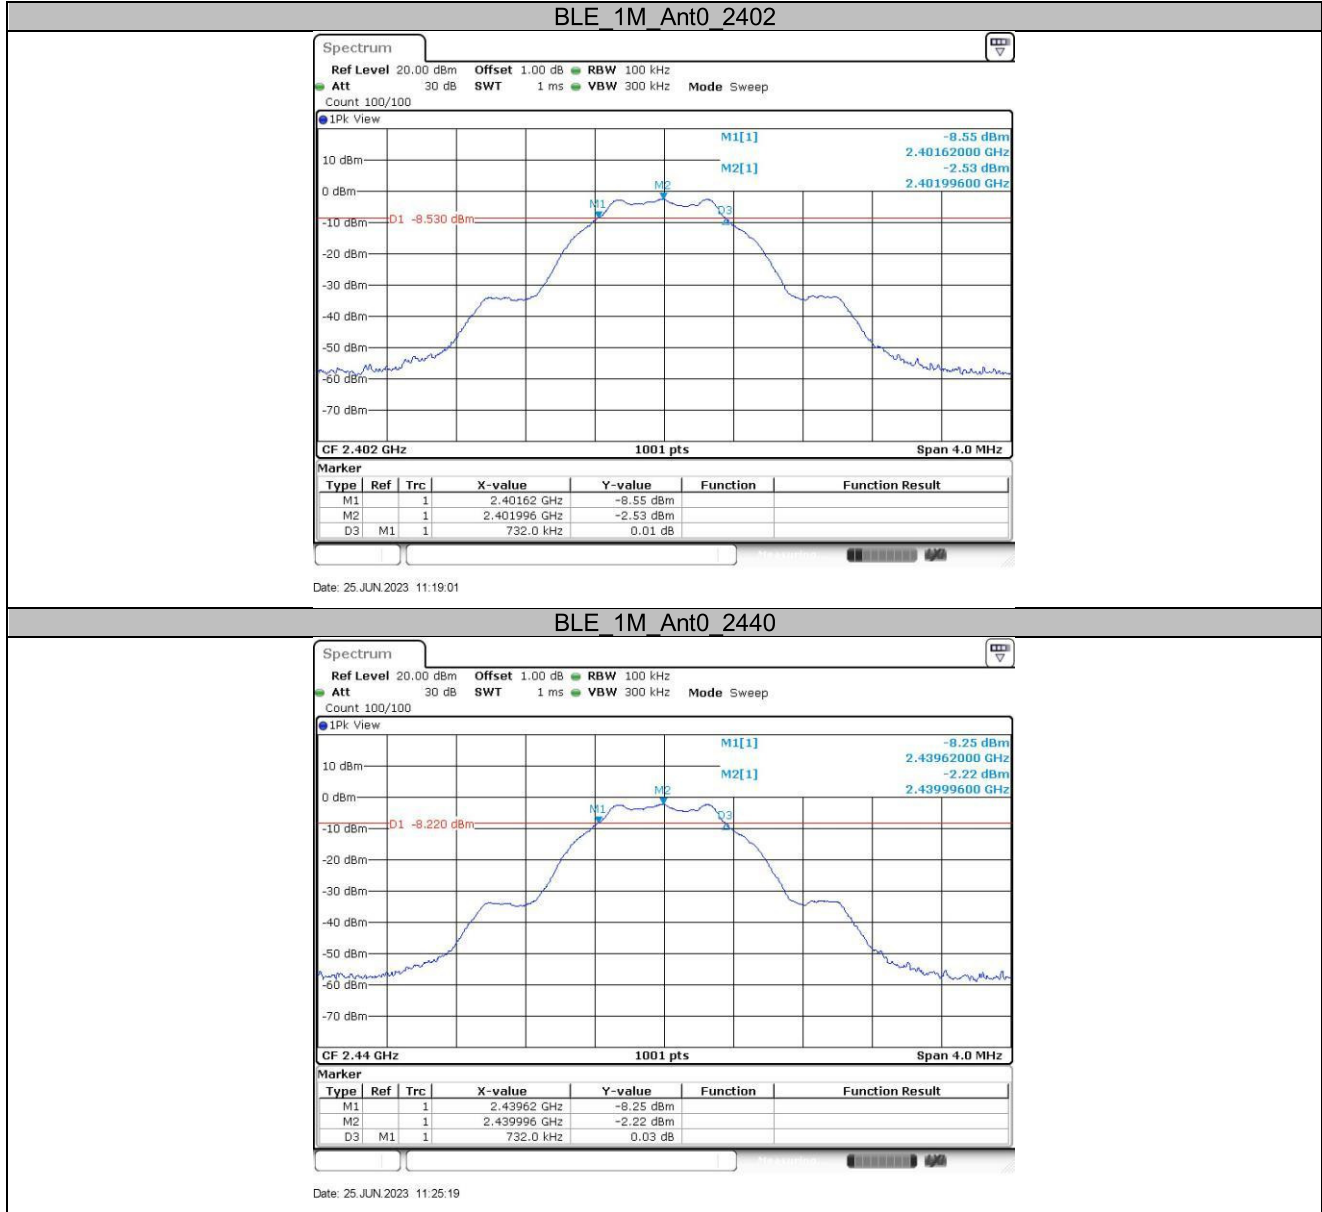 BLE_1M_Ant0_2402
Spectrum
Ref Level 20.00 dBm Offset 1.00 dB RBW 100 kHz
Att 30 dB SWT 1 ms VBW 300 kHz Mode Sweep
Count 100/100
1Pk View
M1[1] -8.55 dBm
2.40162000 GHz
10 dBm
M2[1] -2.53 dBm
2.40199600 GHz
0 dBm
M2
M1
D3
D1 -8.530 dBm
-10 dBm
-20 dBm
-30 dBm
-40 dBm
-50 dBm
-60 dBm
-70 dBm
CF 2.402 GHz 1001 pts Span 4.0 MHz
Marker
Type Ref Trc X-value Y-value Function Function Result
M1 1 2.40162 GHz -8.55 dBm
M2 1 2.401996 GHz -2.53 dBm
D3 M1 1 732.0 kHz 0.01 dB
Measuring...
Date: 25.JUN.2023 11:19:01
BLE_1M_Ant0_2440
Spectrum
Ref Level 20.00 dBm Offset 1.00 dB RBW 100 kHz
Att 30 dB SWT 1 ms VBW 300 kHz Mode Sweep
Count 100/100
1Pk View
M1[1] -8.25 dBm
2.43962000 GHz
10 dBm
M2[1] -2.22 dBm
2.43999600 GHz
0 dBm
M2
M1
D3
D1 -8.220 dBm
-10 dBm
-20 dBm
-30 dBm
-40 dBm
-50 dBm
-60 dBm
-70 dBm
CF 2.44 GHz 1001 pts Span 4.0 MHz
Marker
Type Ref Trc X-value Y-value Function Function Result
M1 1 2.43962 GHz -8.25 dBm
M2 1 2.439996 GHz -2.22 dBm
D3 M1 1 732.0 kHz 0.03 dB
Date: 25.JUN.2023 11:25:19